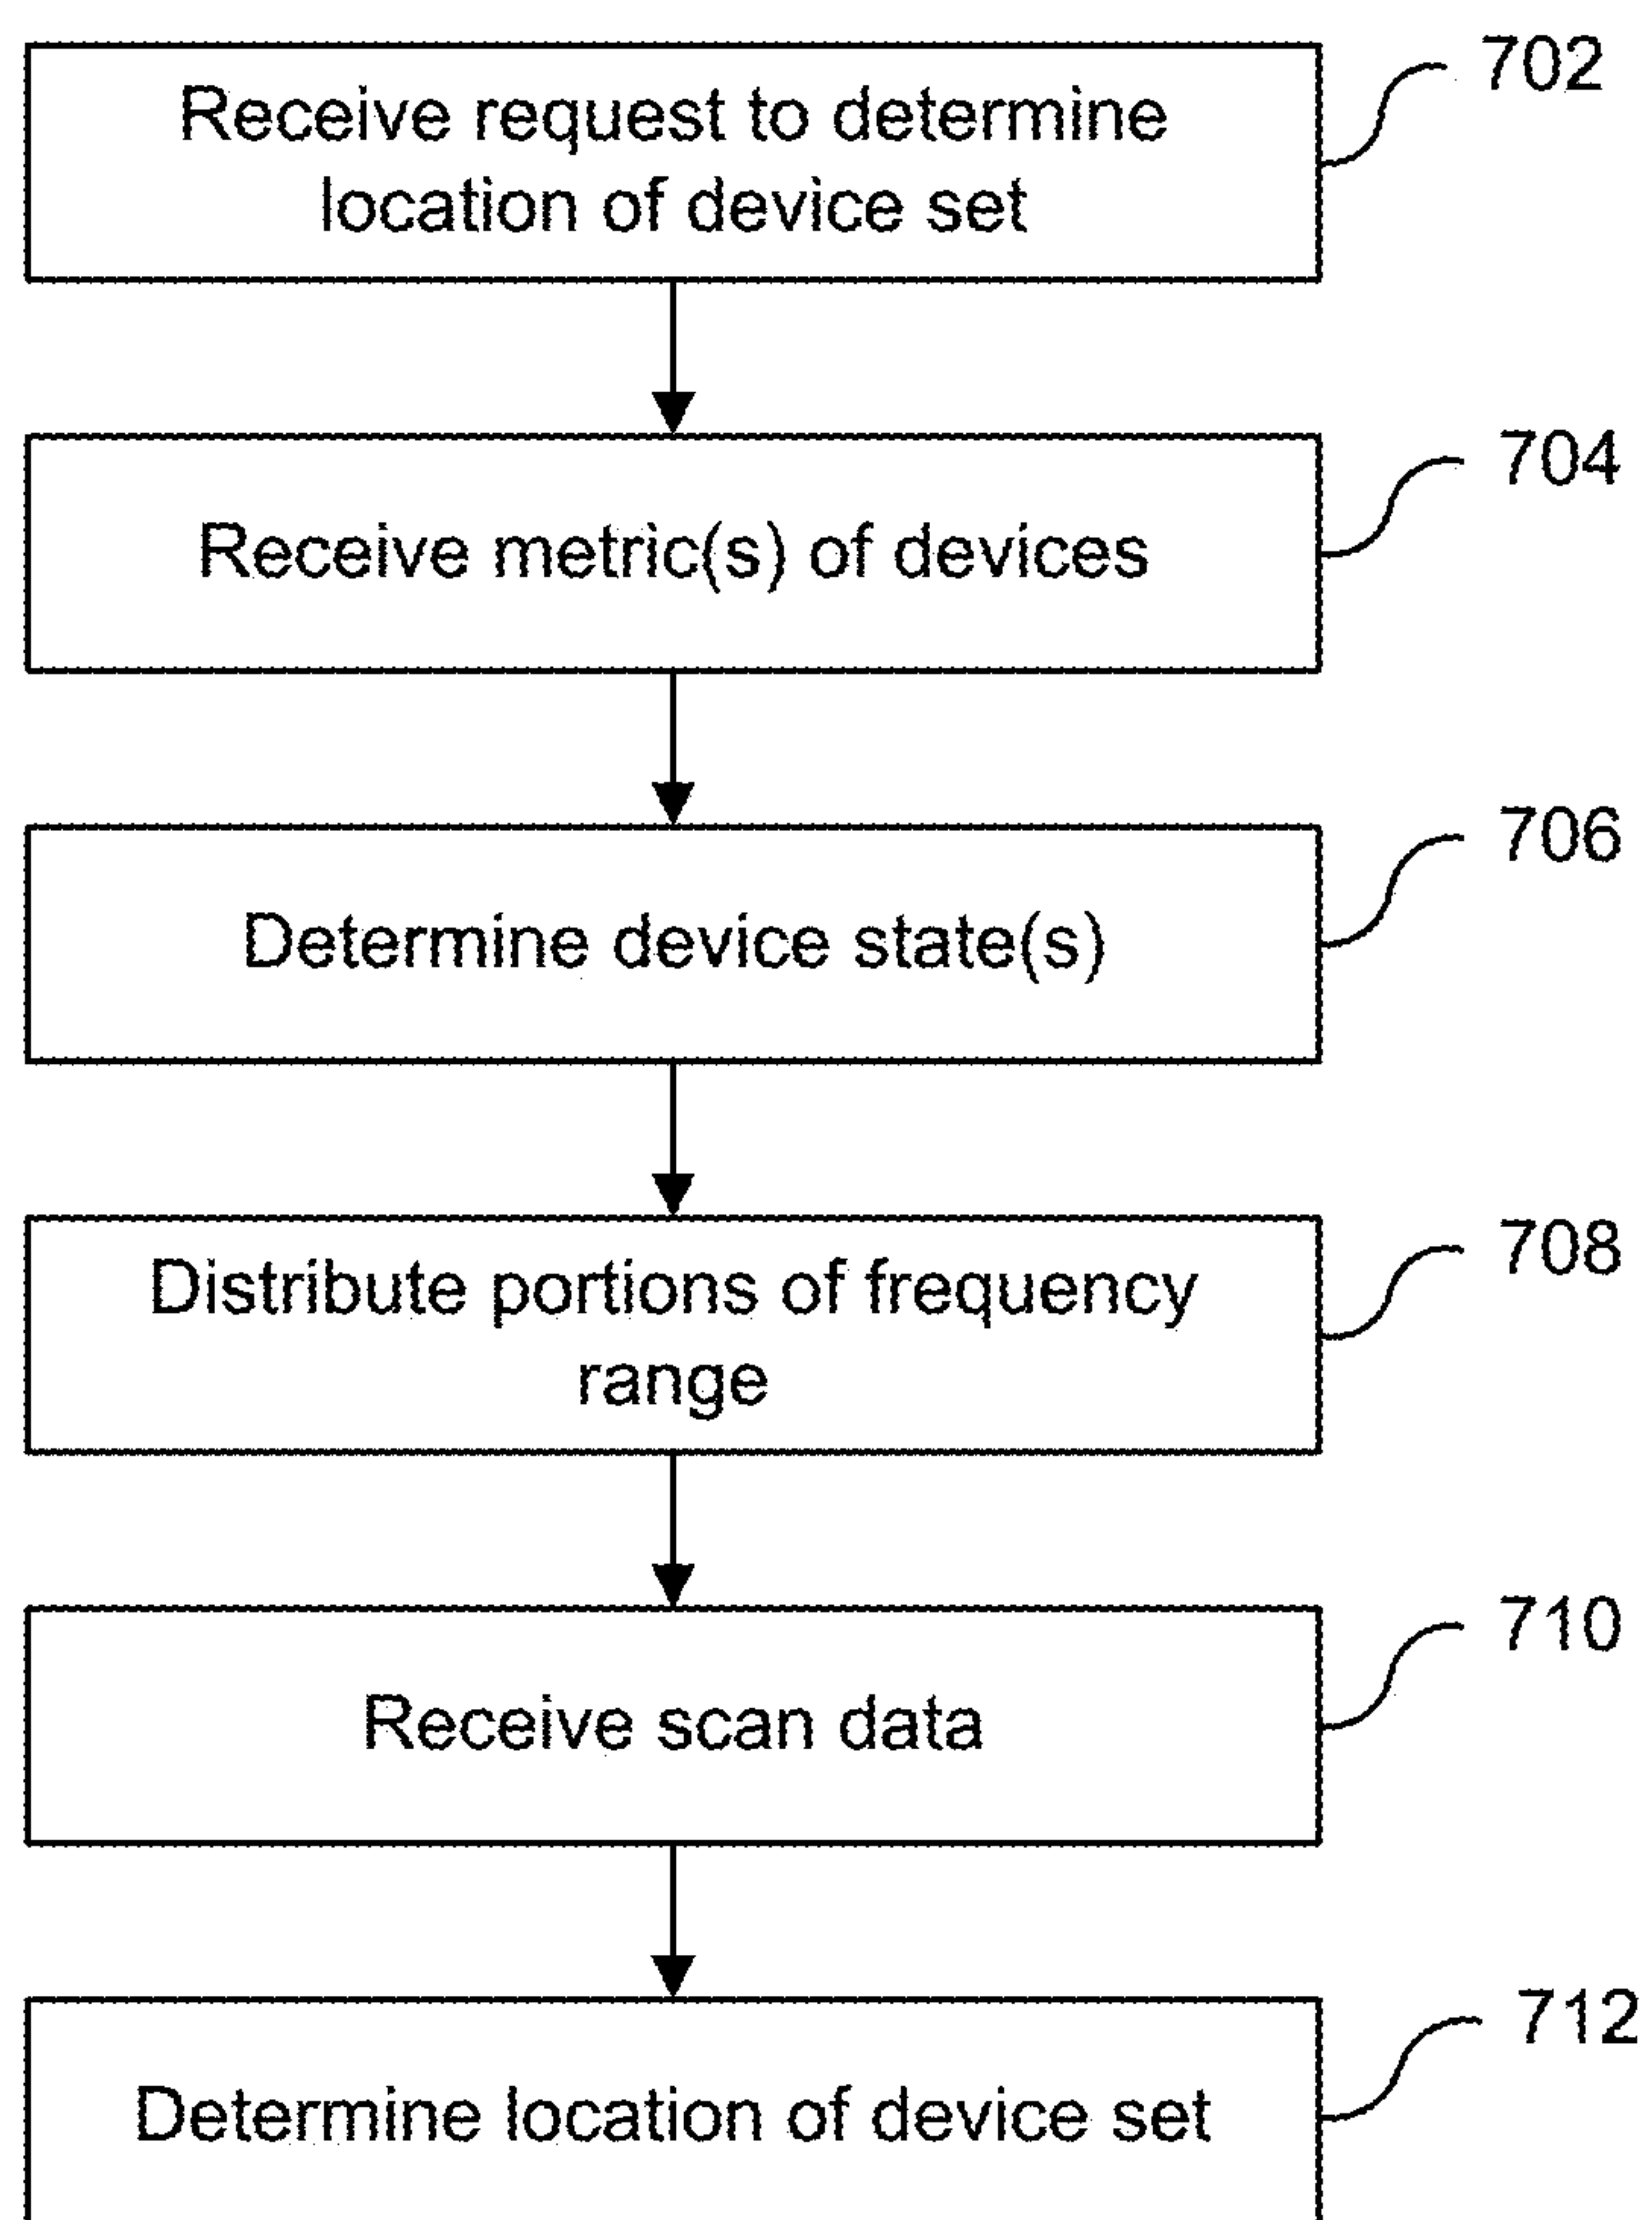 702
Receive request to determine
location of device set
704
Receive metric(s) of devices
706
Determine device state(s)
708
Distribute portions of frequency
range
710
Receive scan data
712
Determine location of device set